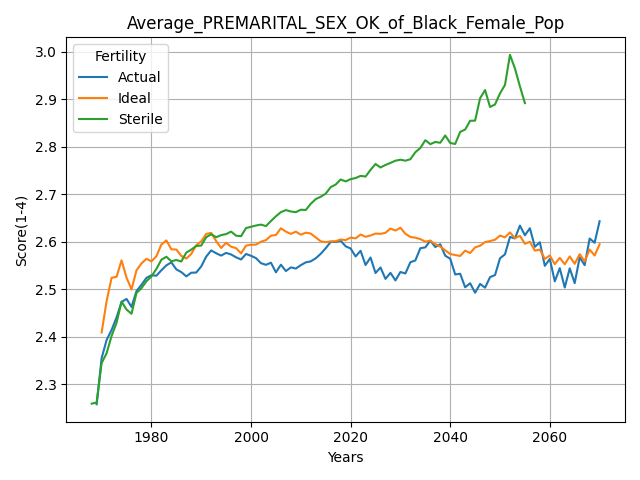 Average_PREMARITAL_SEX_OK_of_Black_Female_Pop
Fertility
Actual
Ideal
Sterile
Score(1-4)
3.0
2.9
2.8
2.7
2.6
2.5
2.4
2.3
1980 2000 2020 2040 2060
Years